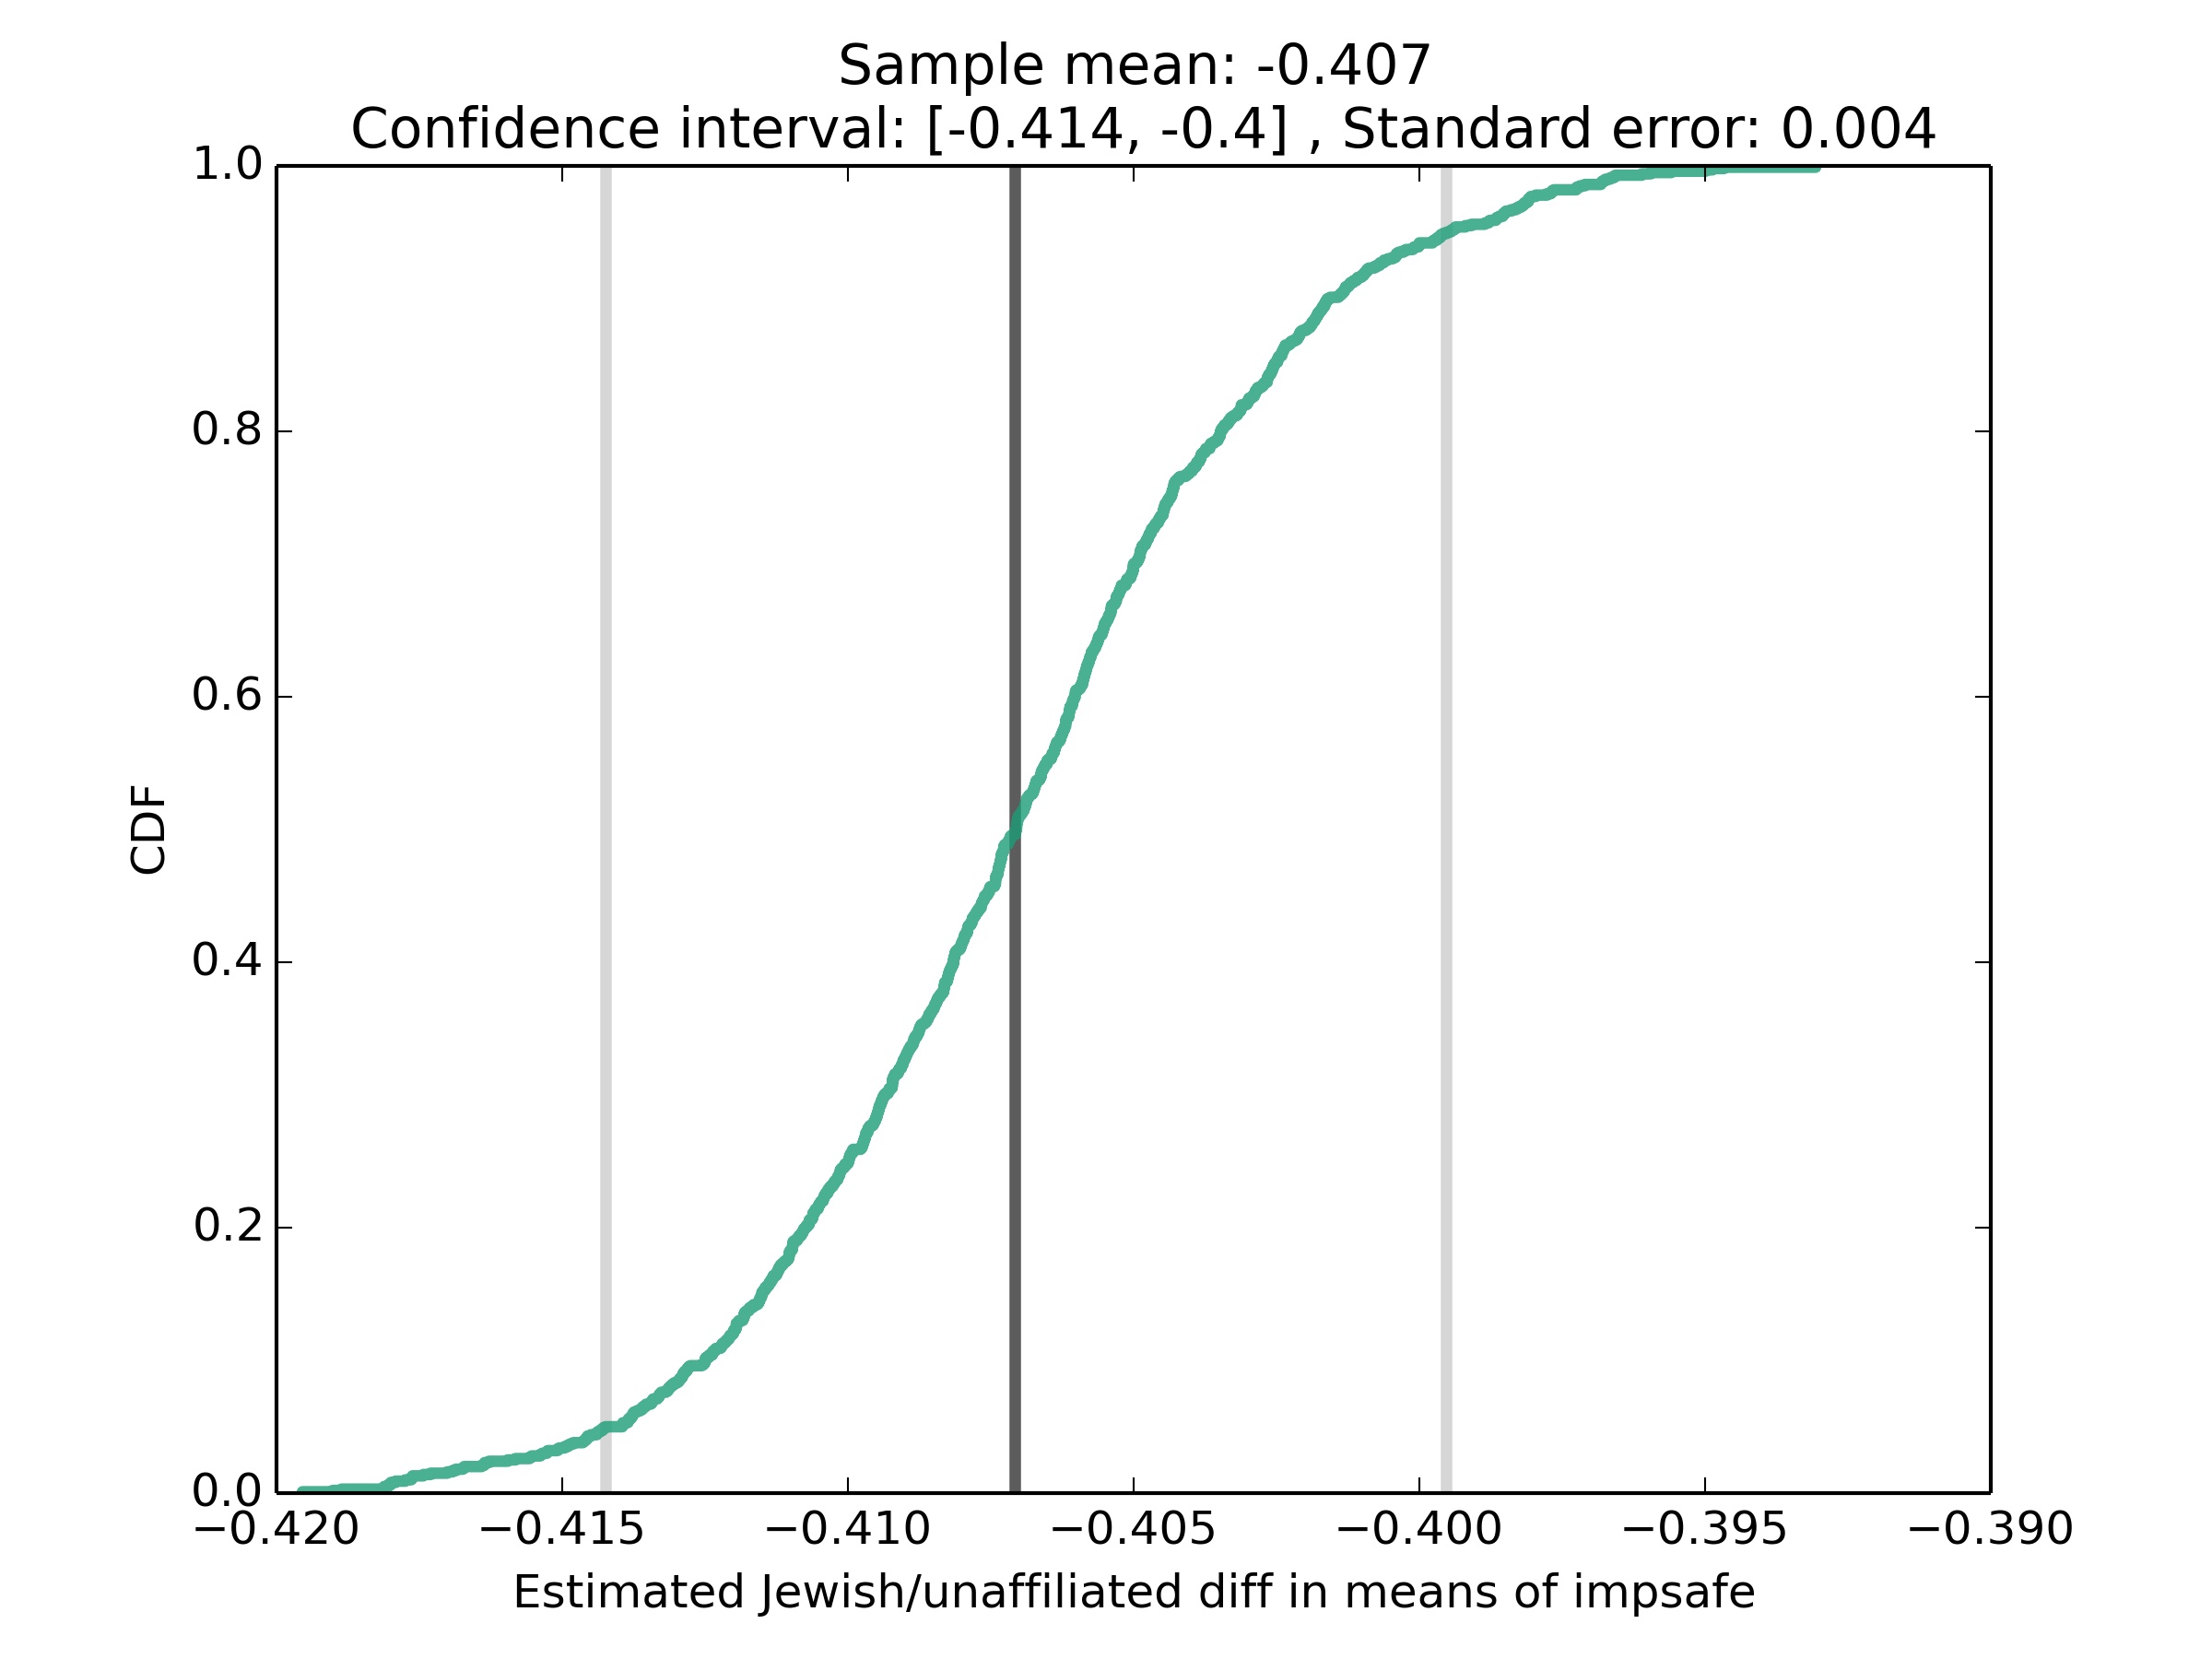 Sample mean: -0.407
Confidence interval: [-0.414, -0.4] , Standard error: 0.004
1.0
0.8
0.6
0.4
0.2
0.0
CDF
−0.420 −0.415 −0.410 −0.405 −0.400 −0.395 −0.390
Estimated Jewish/unaffiliated diff in means of impsafe